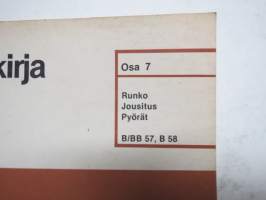 kirja
Osa 7
Runko
Jousitus
Pyörät
B/BB 57, B 58